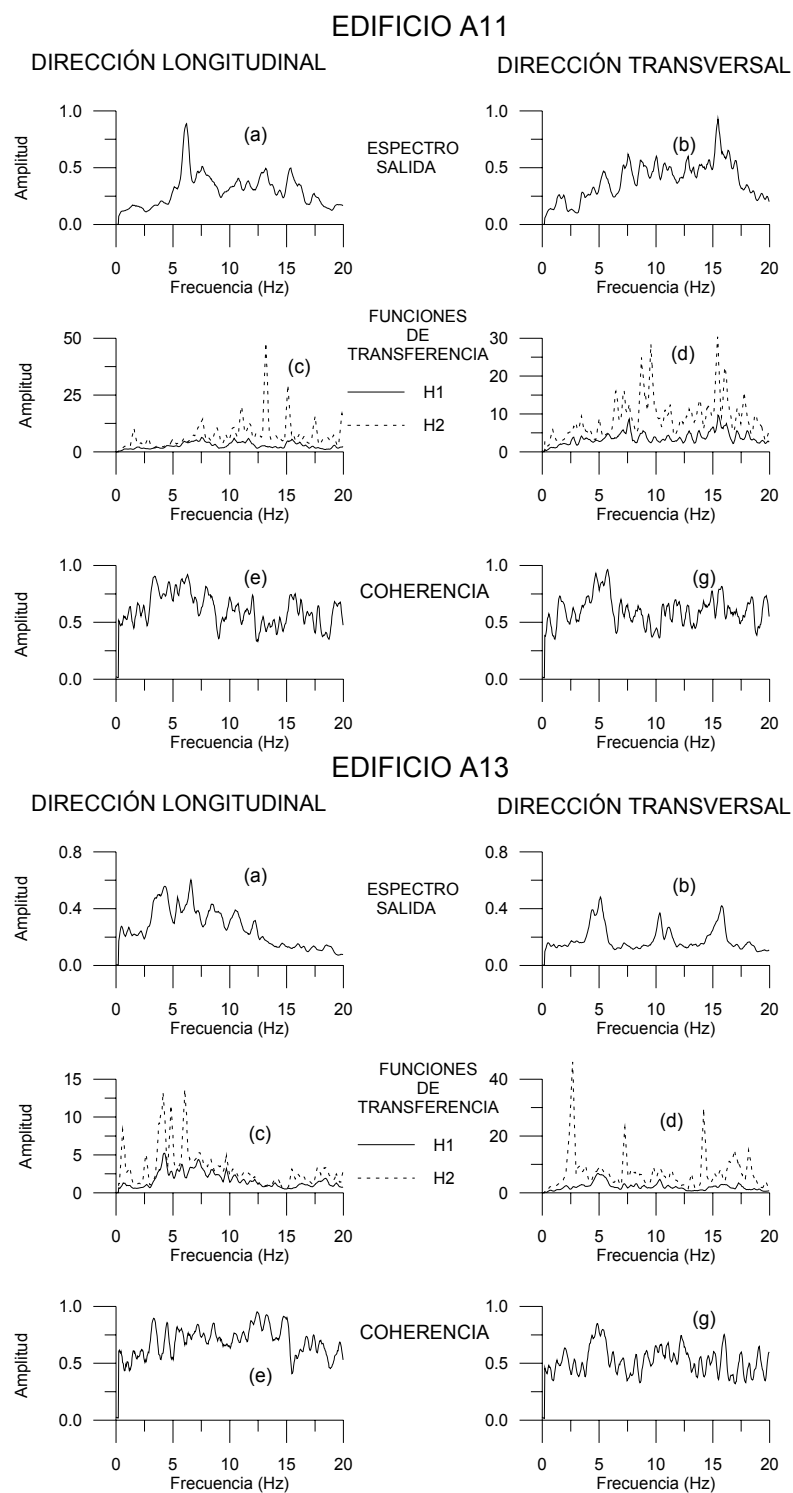 EDIFICIO A11
DIRECCIÓN LONGITUDINAL
DIRECCIÓN TRANSVERSAL
1.0
0.5
0.0
Amplitud
(a)
0 5 10 15 20
Frecuencia (Hz)
ESPECTRO
SALIDA
1.0
0.5
0.0
(b)
0 5 10 15 20
Frecuencia (Hz)
50
25
0
Amplitud
(c)
0 5 10 15 20
Frecuencia (Hz)
FUNCIONES
DE
TRANSFERENCIA
H1
H2
30
20
10
0
(d)
0 5 10 15 20
Frecuencia (Hz)
1.0
0.5
0.0
Amplitud
(e)
0 5 10 15 20
Frecuencia (Hz)
COHERENCIA
1.0
0.5
0.0
(g)
0 5 10 15 20
Frecuencia (Hz)
EDIFICIO A13
DIRECCIÓN LONGITUDINAL
DIRECCIÓN TRANSVERSAL
0.8
0.4
0.0
Amplitud
(a)
0 5 10 15 20
Frecuencia (Hz)
ESPECTRO
SALIDA
0.8
0.4
0.0
(b)
0 5 10 15 20
Frecuencia (Hz)
15
10
5
0
Amplitud
(c)
0 5 10 15 20
Frecuencia (Hz)
FUNCIONES
DE
TRANSFERENCIA
H1
H2
40
20
0
(d)
0 5 10 15 20
Frecuencia (Hz)
1.0
0.5
0.0
Amplitud
(e)
0 5 10 15 20
Frecuencia (Hz)
COHERENCIA
1.0
0.5
0.0
(g)
0 5 10 15 20
Frecuencia (Hz)